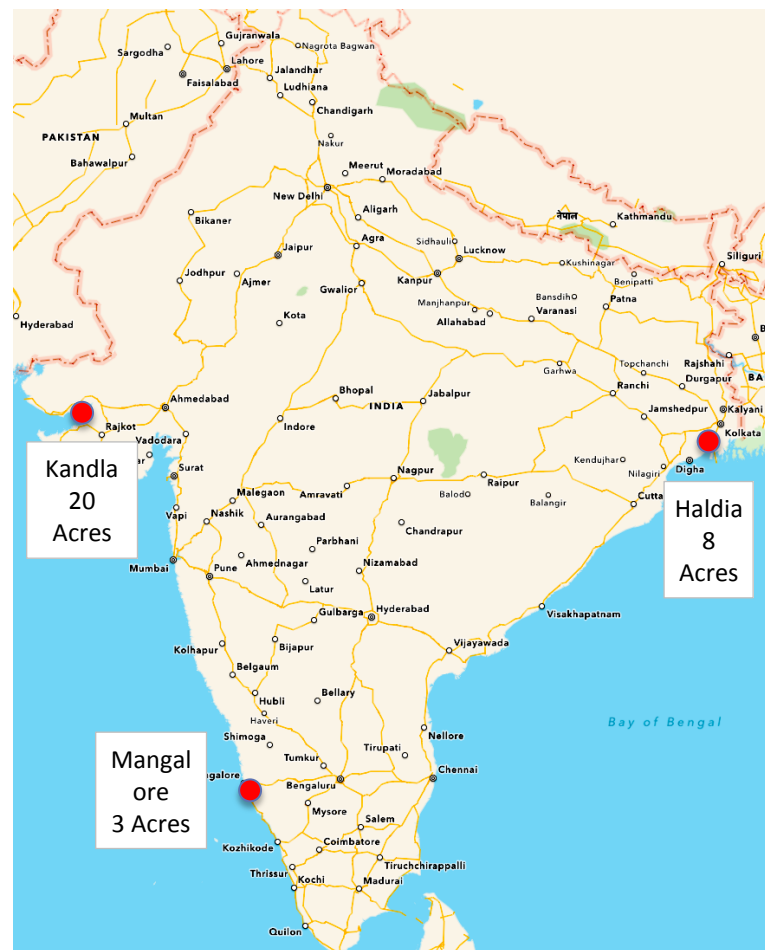 Gujranwala
Nagrota Bagwan
Sargodha
Lahore
Jalandhar
Faisalabad
Ludhiana
Chandigarh
Multan
PAKISTAN
Nakur
Bahawalpur
Meerut
Moradabad
New Delhi
Bikaner
Aligarh
नेपाल
Kathmandu
Sidhauli
Agra
Lucknow
Jaipur
Siliguri
Kushinagar
Jodhpur
Ajmer
Kanpur
Benipatti
Gwalior
Bansdih
Manjhanpur
Patna
Hyderabad
Kota
Allahabad
Varanasi
Rajshahi
Topchanchi
Garhwa
BA
Durgapur
Bhopal
Ranchi
Ahmedabad
INDIA
Jabalpur
Kalyani
Jamshedpur
Rajkot
Indore
Kolkata
Vadodara
Kandla
20
Acres
Surat
Nagpur
Kendujhar
Digha
Raipur
Nilagiri
Malegaon
Amravati
Balod
Balangir
Cutta
Haldia
8
Acres
Vapi
Nashik
Aurangabad
Chandrapur
Parbhani
Mumbai
Pune
Ahmednagar
Nizamabad
Latur
Visakhapatnam
Gulbarga
Hyderabad
Kolhapur
Bijapur
Vijayawada
Belgaum
Hubli
Bellary
Haveri
Bay of Bengal
Nellore
Shimoga
Tirupati
Tumkur
Mangal
ore
3 Acres
ngalore
Bengaluru
Chennai
Mysore
Salem
Kozhikode
Coimbatore
Tiruchchirappalli
Thrissur
Kochi
Madurai
Quilon